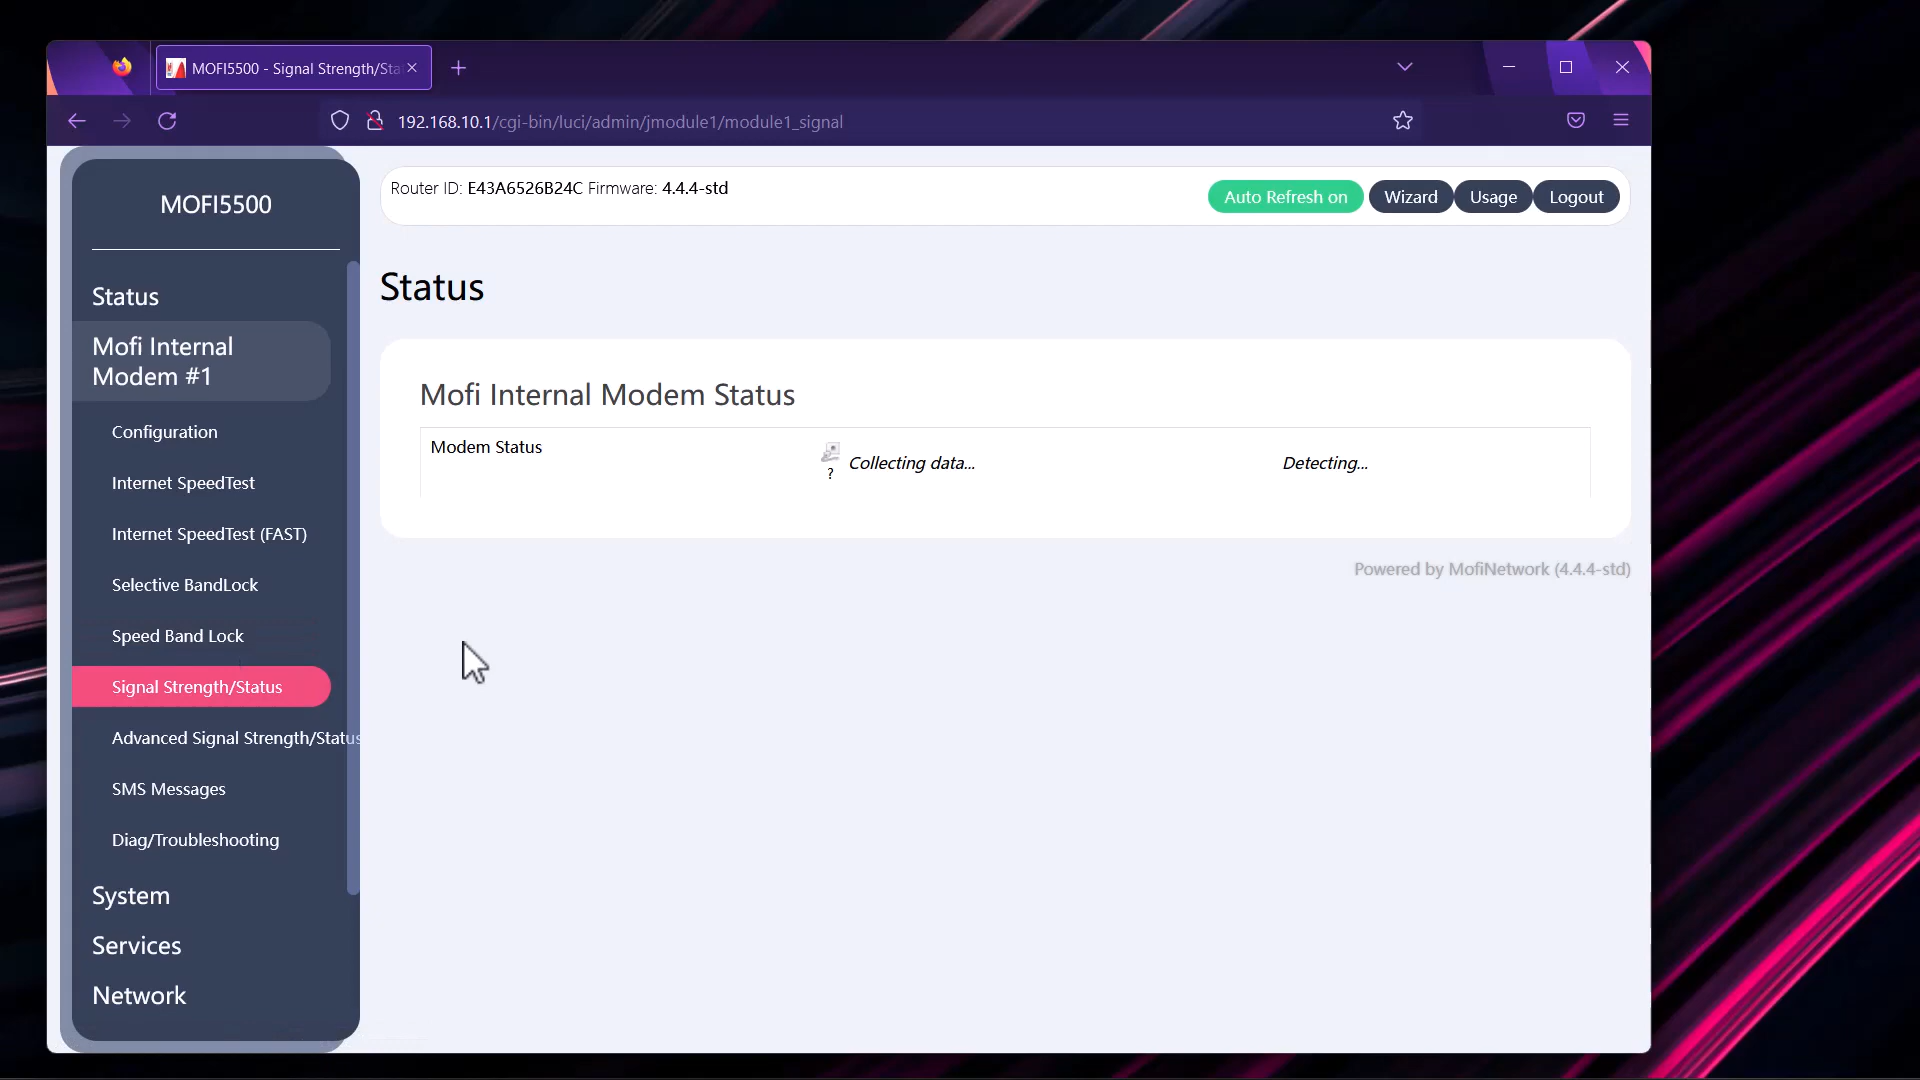 MOFI5500 - Signal Strength/Sta
192.168.10.1/cgi-bin/luci/admin/jmodule1/module1_signal
MOFI5500
Status
Mofi Internal
Modem #1
Configuration
Internet SpeedTest
Internet SpeedTest (FAST)
Selective BandLock
Speed Band Lock
Signal Strength/Status
Advanced Signal Strength/Status
SMS Messages
Diag/Troubleshooting
System
Services
Network
Router ID: E43A6526B24C Firmware: 4.4.4-std
Auto Refresh on
Wizard
Usage
Logout
Status
Mofi Internal Modem Status
Modem Status
?
Collecting data...
Detecting...
Powered by MofiNetwork (4.4.4-std)